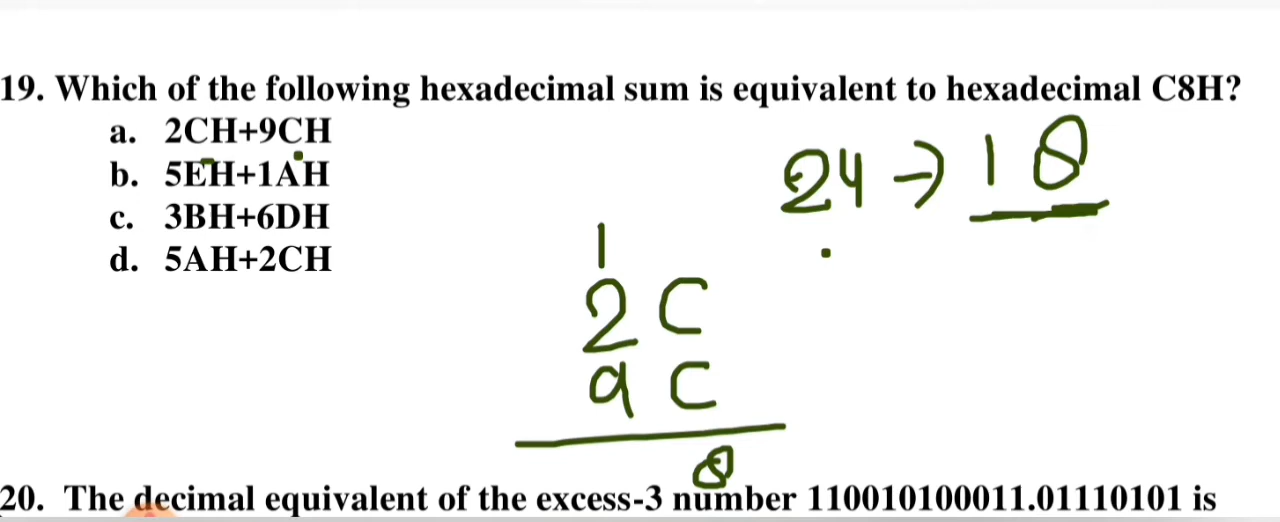 19. Which of the following hexadecimal sum is equivalent to hexadecimal C8H?
a. 2CH+9CH
b. 5EH+1AH
c. 3BH+6DH
d. 5AH+2CH
24 → 18
1
2C
9C
8
20. The decimal equivalent of the excess-3 number 110010100011.01110101 is